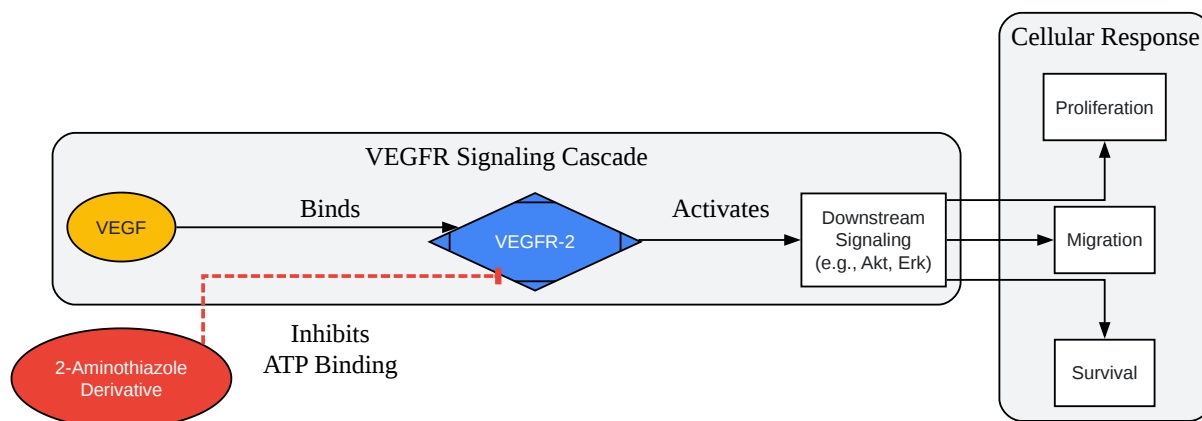 Cellular Response
Proliferation
VEGFR Signaling Cascade
Binds
Activates
VEGF
VEGFR-2
Downstream
Signaling
(e.g., Akt, Erk)
Migration
Inhibits
ATP Binding
2-Aminothiazole
Derivative
Survival